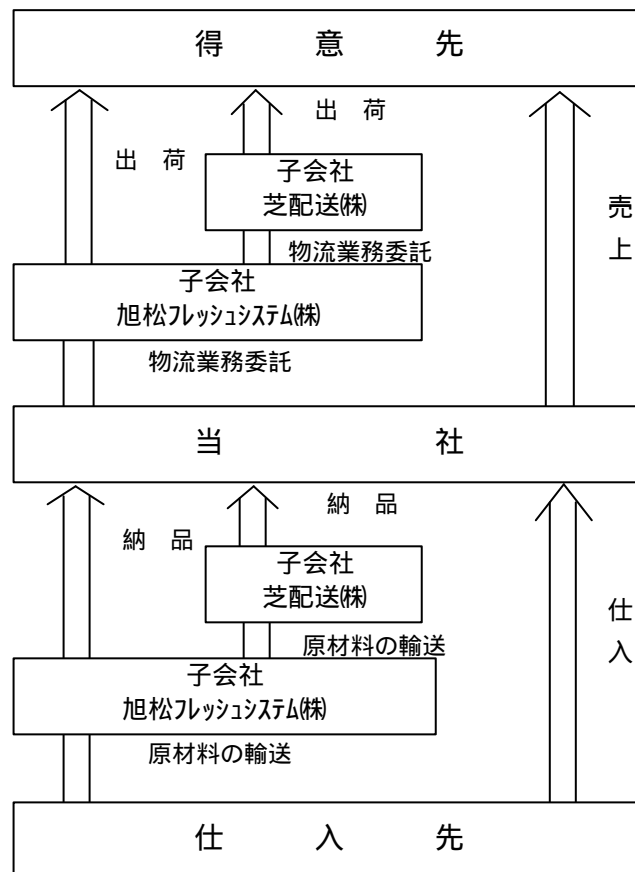 得意先
出荷
出荷
子会社
芝配送㈱
売上
物流業務委託
子会社
旭松ﾌﾚｯｼｭｼｽﾃﾑ㈱
物流業務委託
当社
納品
納品
子会社
芝配送㈱
仕入
原材料の輸送
子会社
旭松ﾌﾚｯｼｭｼｽﾃﾑ㈱
原材料の輸送
仕入先